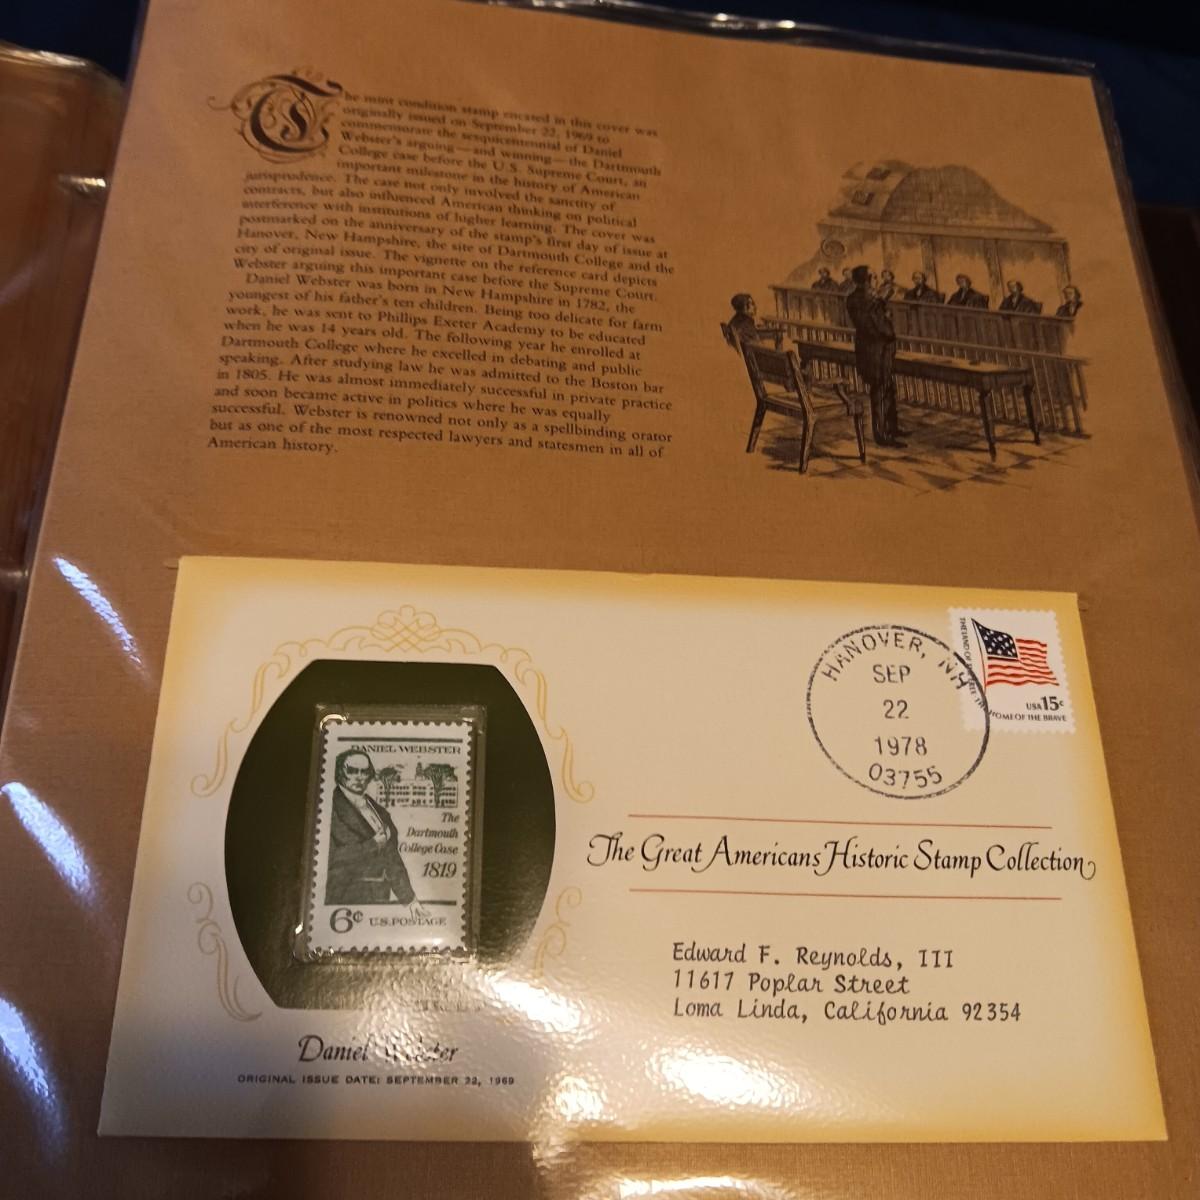 The mint condition stamp encased in this cover was
originally issued on September 22, 1969 to
commemorate the sesquicentennial of Daniel
Webster's arguing—and winning—the Dartmouth
College case before the U.S. Supreme Court, an
important milestone in the history of American
jurisprudence. The case not only involved the sanctity of
contracts, but also influenced American thinking on political
interference with institutions of higher learning. The cover was
postmarked on the anniversary of the stamp's first day of issue at
Hanover, New Hampshire, the site of Dartmouth College and the
city of original issue. The vignette on the reference card depicts
Webster arguing this important case before the Supreme Court.
Daniel Webster was born in New Hampshire in 1782, the
youngest of his father's ten children. Being too delicate for farm
work, he was sent to Phillips Exeter Academy to be educated
when he was 14 years old. The following year he enrolled at
Dartmouth College where he excelled in debating and public
speaking. After studying law he was admitted to the Boston bar
in 1805. He was almost immediately successful in private practice
and soon became active in politics where he was equally
successful. Webster is renowned not only as a spellbinding orator
but as one of the most respected lawyers and statesmen in all of
American history.
HANOVER, NH
SEP
22
1978
03755
THE LAND OF THE FREE THE HOME OF THE BRAVE
USA 15c
DANIEL WEBSTER
The
Dartmouth
College Case
1819
6¢ U.S. POSTAGE
The Great Americans Historic Stamp Collection
Edward F. Reynolds, III
11617 Poplar Street
Loma Linda, California 92354
Daniel Webster
ORIGINAL ISSUE DATE: SEPTEMBER 22, 1969